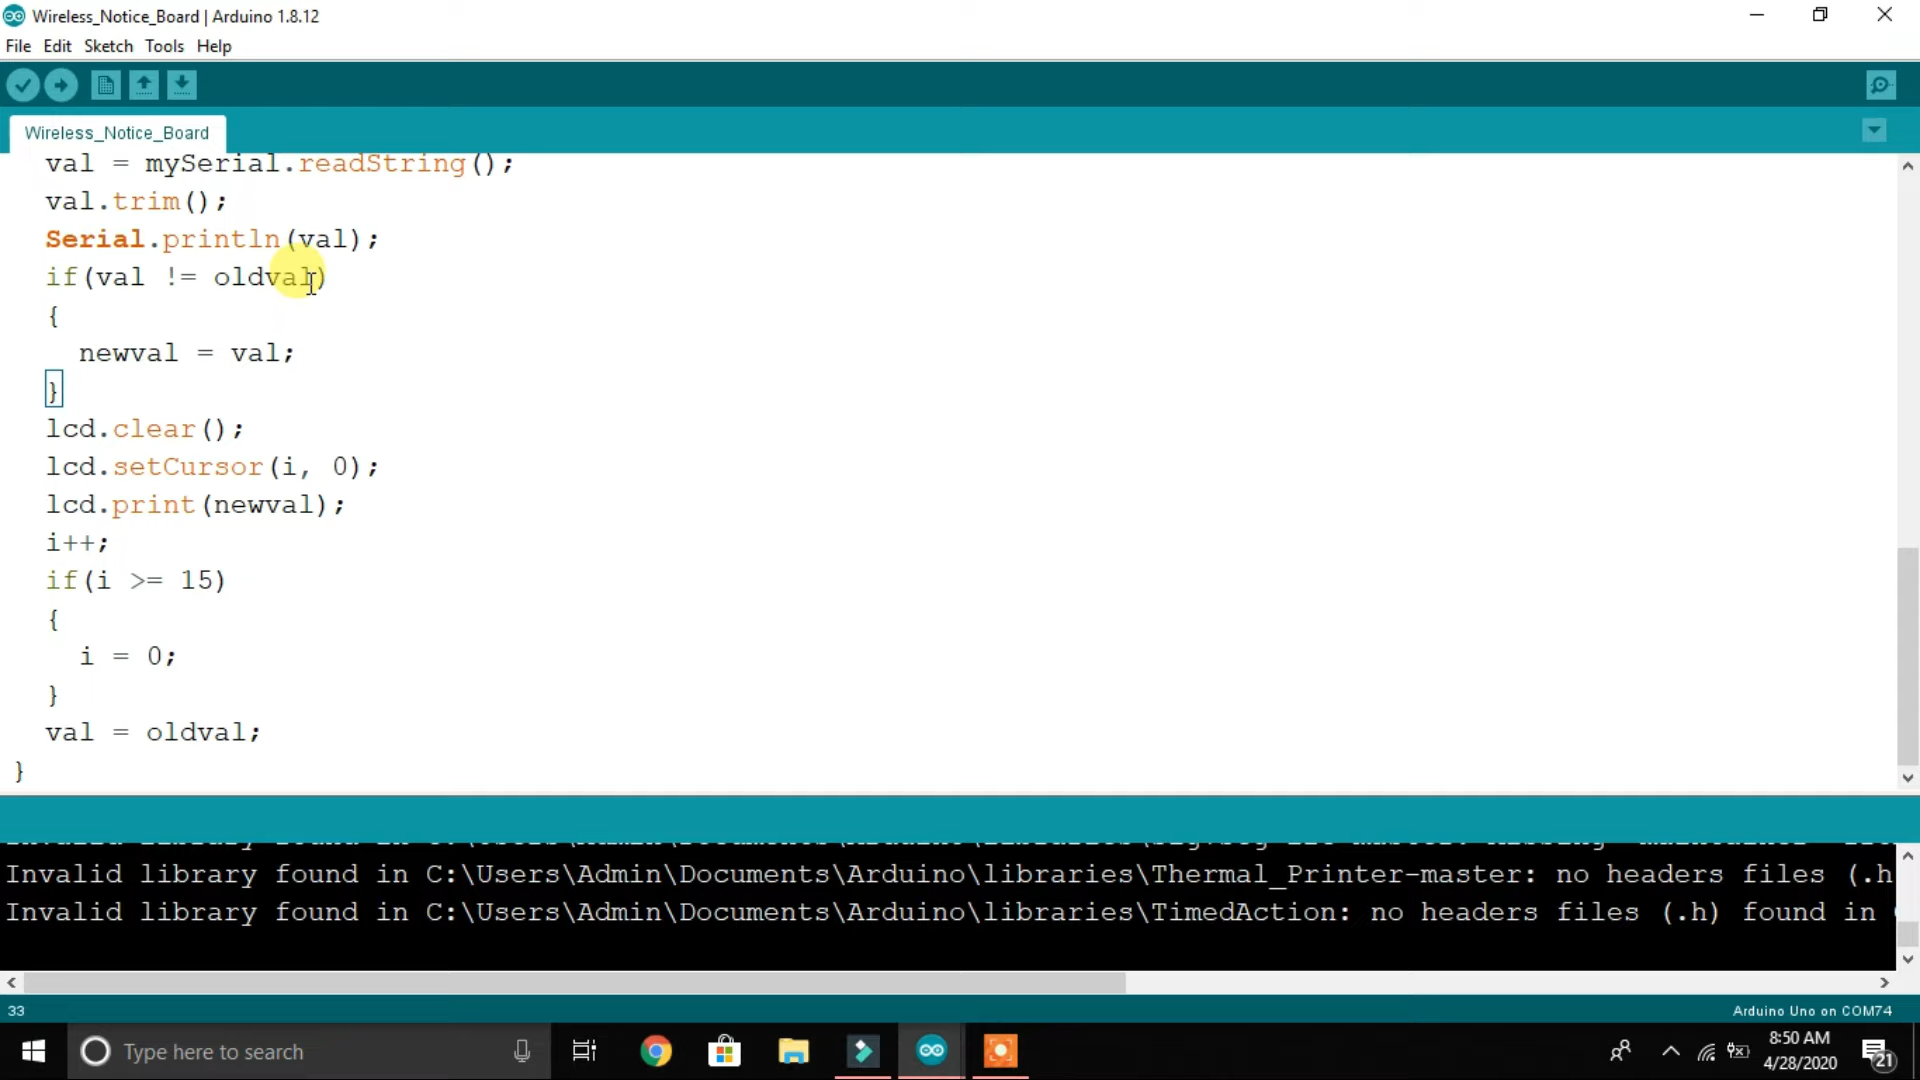 Wireless_Notice_Board | Arduino 1.8.12
File Edit Sketch Tools Help
Wireless_Notice_Board
val = mySerial.readString();
val.trim();
Serial.println(val);
if(val != oldval)
{
newval = val;
}
lcd.clear();
lcd.setCursor(i, 0);
lcd.print(newval);
i++;
if(i >= 15)
{
i = 0;
}
val = oldval;
}
Invalid library found in C:\Users\Admin\Documents\Arduino\libraries\Thermal_Printer-master: no headers files (.h
Invalid library found in C:\Users\Admin\Documents\Arduino\libraries\TimedAction: no headers files (.h) found in
33
Arduino Uno on COM74
Type here to search
8:50 AM
4/28/2020
21